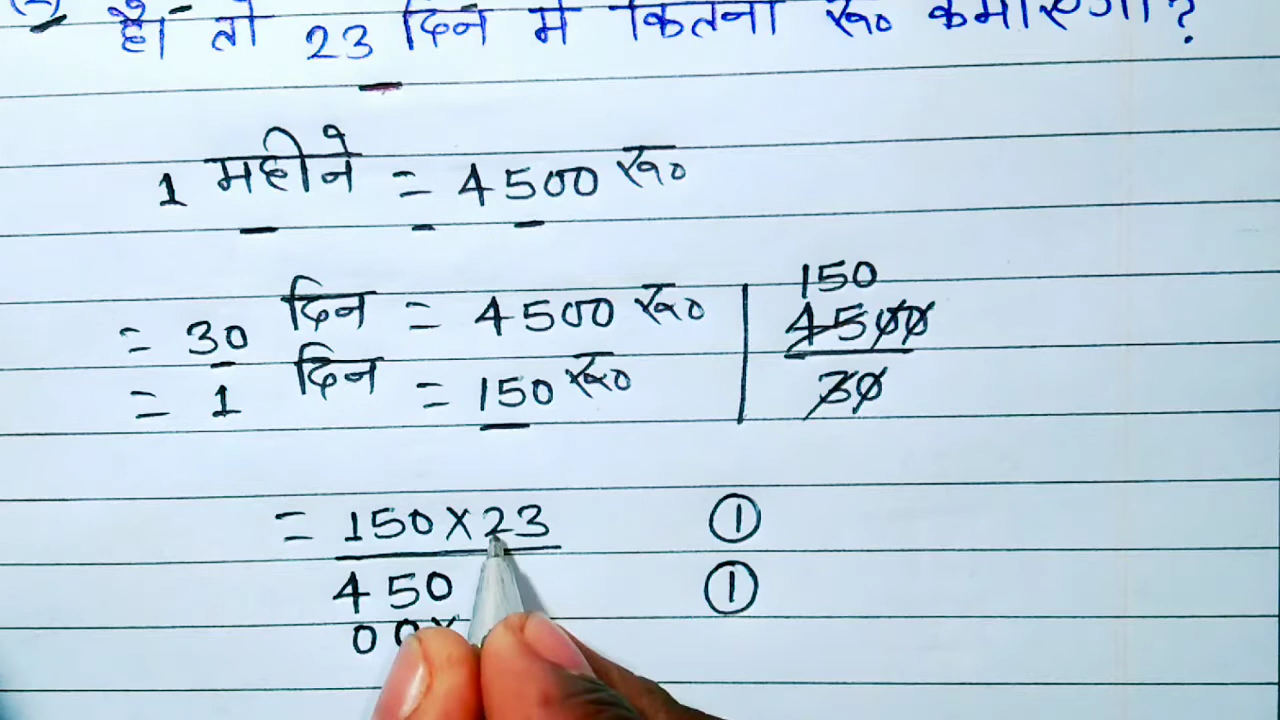 है। तो 23 दिन में कितना रू० कमाएगा?
1 महीने = 4500 रू०
= 30 दिन = 4500 रू०
= 1 दिन = 150 रू०
150
4500
30
= 150×23 ①
450 ①
00×